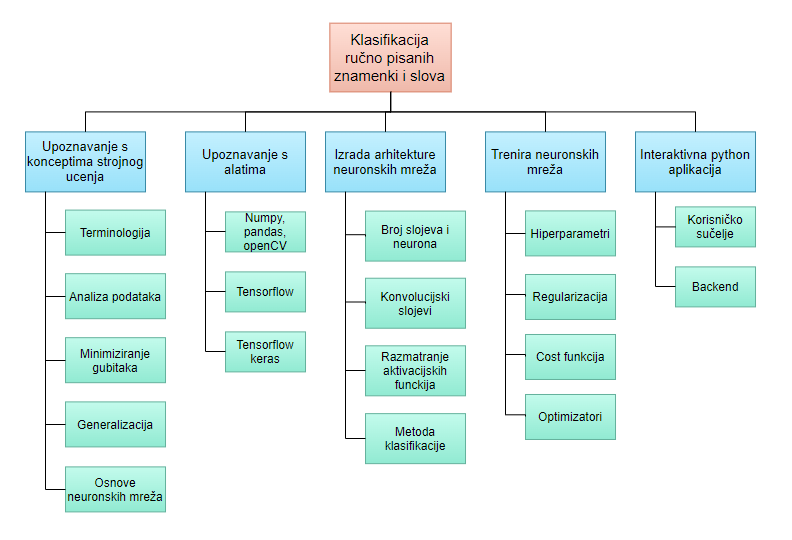 Klasifikacija
ručno pisanih
znamenki i slova
Upoznavanje s
konceptima strojnog
ucenja
Terminologija
Analiza podataka
Minimiziranje
gubitaka
Generalizacija
Osnove
neuronskih mreža
Upoznavanje s
alatima
Numpy,
pandas,
openCV
Tensorflow
Tensorflow
keras
Izrada arhitekture
neuronskih mreža
Broj slojeva i
neurona
Konvolucijski
slojevi
Razmatranje
aktivacijskih
funckija
Metoda
klasifikacije
Trenira neuronskih
mreža
Hiperparametri
Regularizacija
Cost funkcija
Optimizatori
Interaktivna python
aplikacija
Korisničko
sučelje
Backend